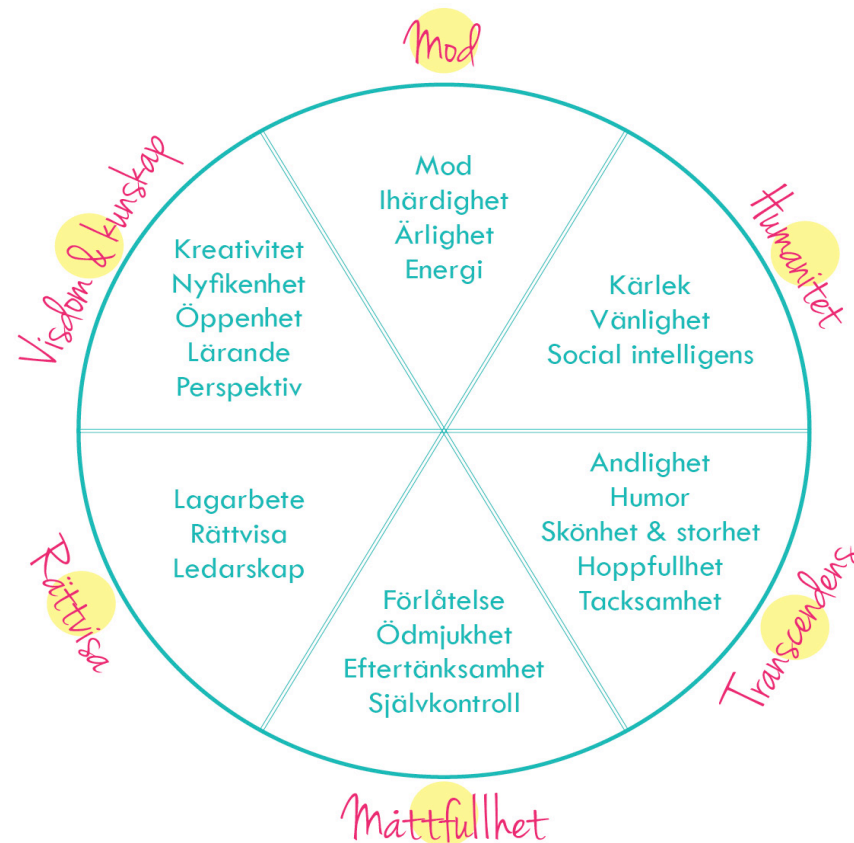 Mod
Mod
Ihärdighet
Ärlighet
Energi
Humanitet
Kärlek
Vänlighet
Social intelligens
Transcendens
Andlighet
Humor
Skönhet & storhet
Hoppfullhet
Tacksamhet
Måttfullhet
Förlåtelse
Ödmjukhet
Eftertänksamhet
Självkontroll
Rättvisa
Lagarbete
Rättvisa
Ledarskap
Visdom & kunskap
Kreativitet
Nyfikenhet
Öppenhet
Lärande
Perspektiv